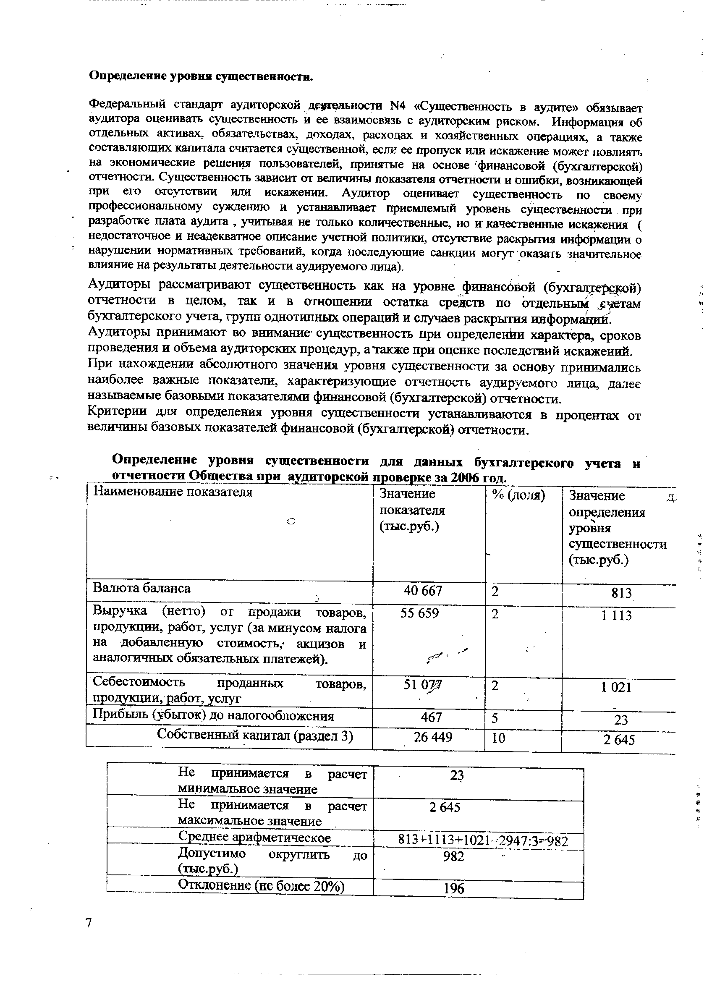 Определение уровня существенности.
Федеральный стандарт аудиторской деятельности N4 «Существенность в аудите» обязывает
аудитора оценивать существенность и ее взаимосвязь с аудиторским риском. Информация об
отдельных активах, обязательствах, доходах, расходах и хозяйственных операциях, а также
составляющих капитала считается существенной, если ее пропуск или искажение может повлиять
на экономические решения пользователей, принятые на основе финансовой (бухгалтерской)
отчетности. Существенность зависит от величины показателя отчетности и ошибки, возникающей
при его отсутствии или искажении. Аудитор оценивает существенность по своему
профессиональному суждению и устанавливает приемлемый уровень существенности при
разработке плата аудита , учитывая не только количественные, но и качественные искажения (
недостаточное и неадекватное описание учетной политики, отсутствие раскрытия информации о
нарушении нормативных требований, когда последующие санкции могут оказать значительное
влияние на результаты деятельности аудируемого лица).
Аудиторы рассматривают существенность как на уровне финансовой (бухгалтерской)
отчетности в целом, так и в отношении остатка средств по отдельным счетам
бухгалтерского учета, групп однотипных операций и случаев раскрытия информации.
Аудиторы принимают во внимание существенность при определении характера, сроков
проведения и объема аудиторских процедур, а также при оценке последствий искажений.
При нахождении абсолютного значения уровня существенности за основу принимались
наиболее важные показатели, характеризующие отчетность аудируемого лица, далее
называемые базовыми показателями финансовой (бухгалтерской) отчетности.
Критерии для определения уровня существенности устанавливаются в процентах от
величины базовых показателей финансовой (бухгалтерской) отчетности.
Определение уровня существенности для данных бухгалтерского учета и
отчетности Общества при аудиторской проверке за 2006 год.
Наименование показателя
Значение
показателя
(тыс.руб.)
% (доля)
Значение
определения
уровня
существенности
(тыс.руб.)
Валюта баланса 40 667 2 813
Выручка (нетто) от продажи товаров, 55 659 2 1 113
продукции, работ, услуг (за минусом налога
на добавленную стоимость, акцизов и
аналогичных обязательных платежей).
Себестоимость проданных товаров, 51 077 2 1 021
продукции, работ, услуг
Прибыль (убыток) до налогообложения 467 5 23
Собственный капитал (раздел 3) 26 449 10 2 645
Не принимается в расчет 23
минимальное значение
Не принимается в расчет 2 645
максимальное значение
Среднее арифметическое 813+1113+1021=2947:3=982
Допустимо округлить до 982
(тыс.руб.)
Отклонение (не более 20%) 196
7